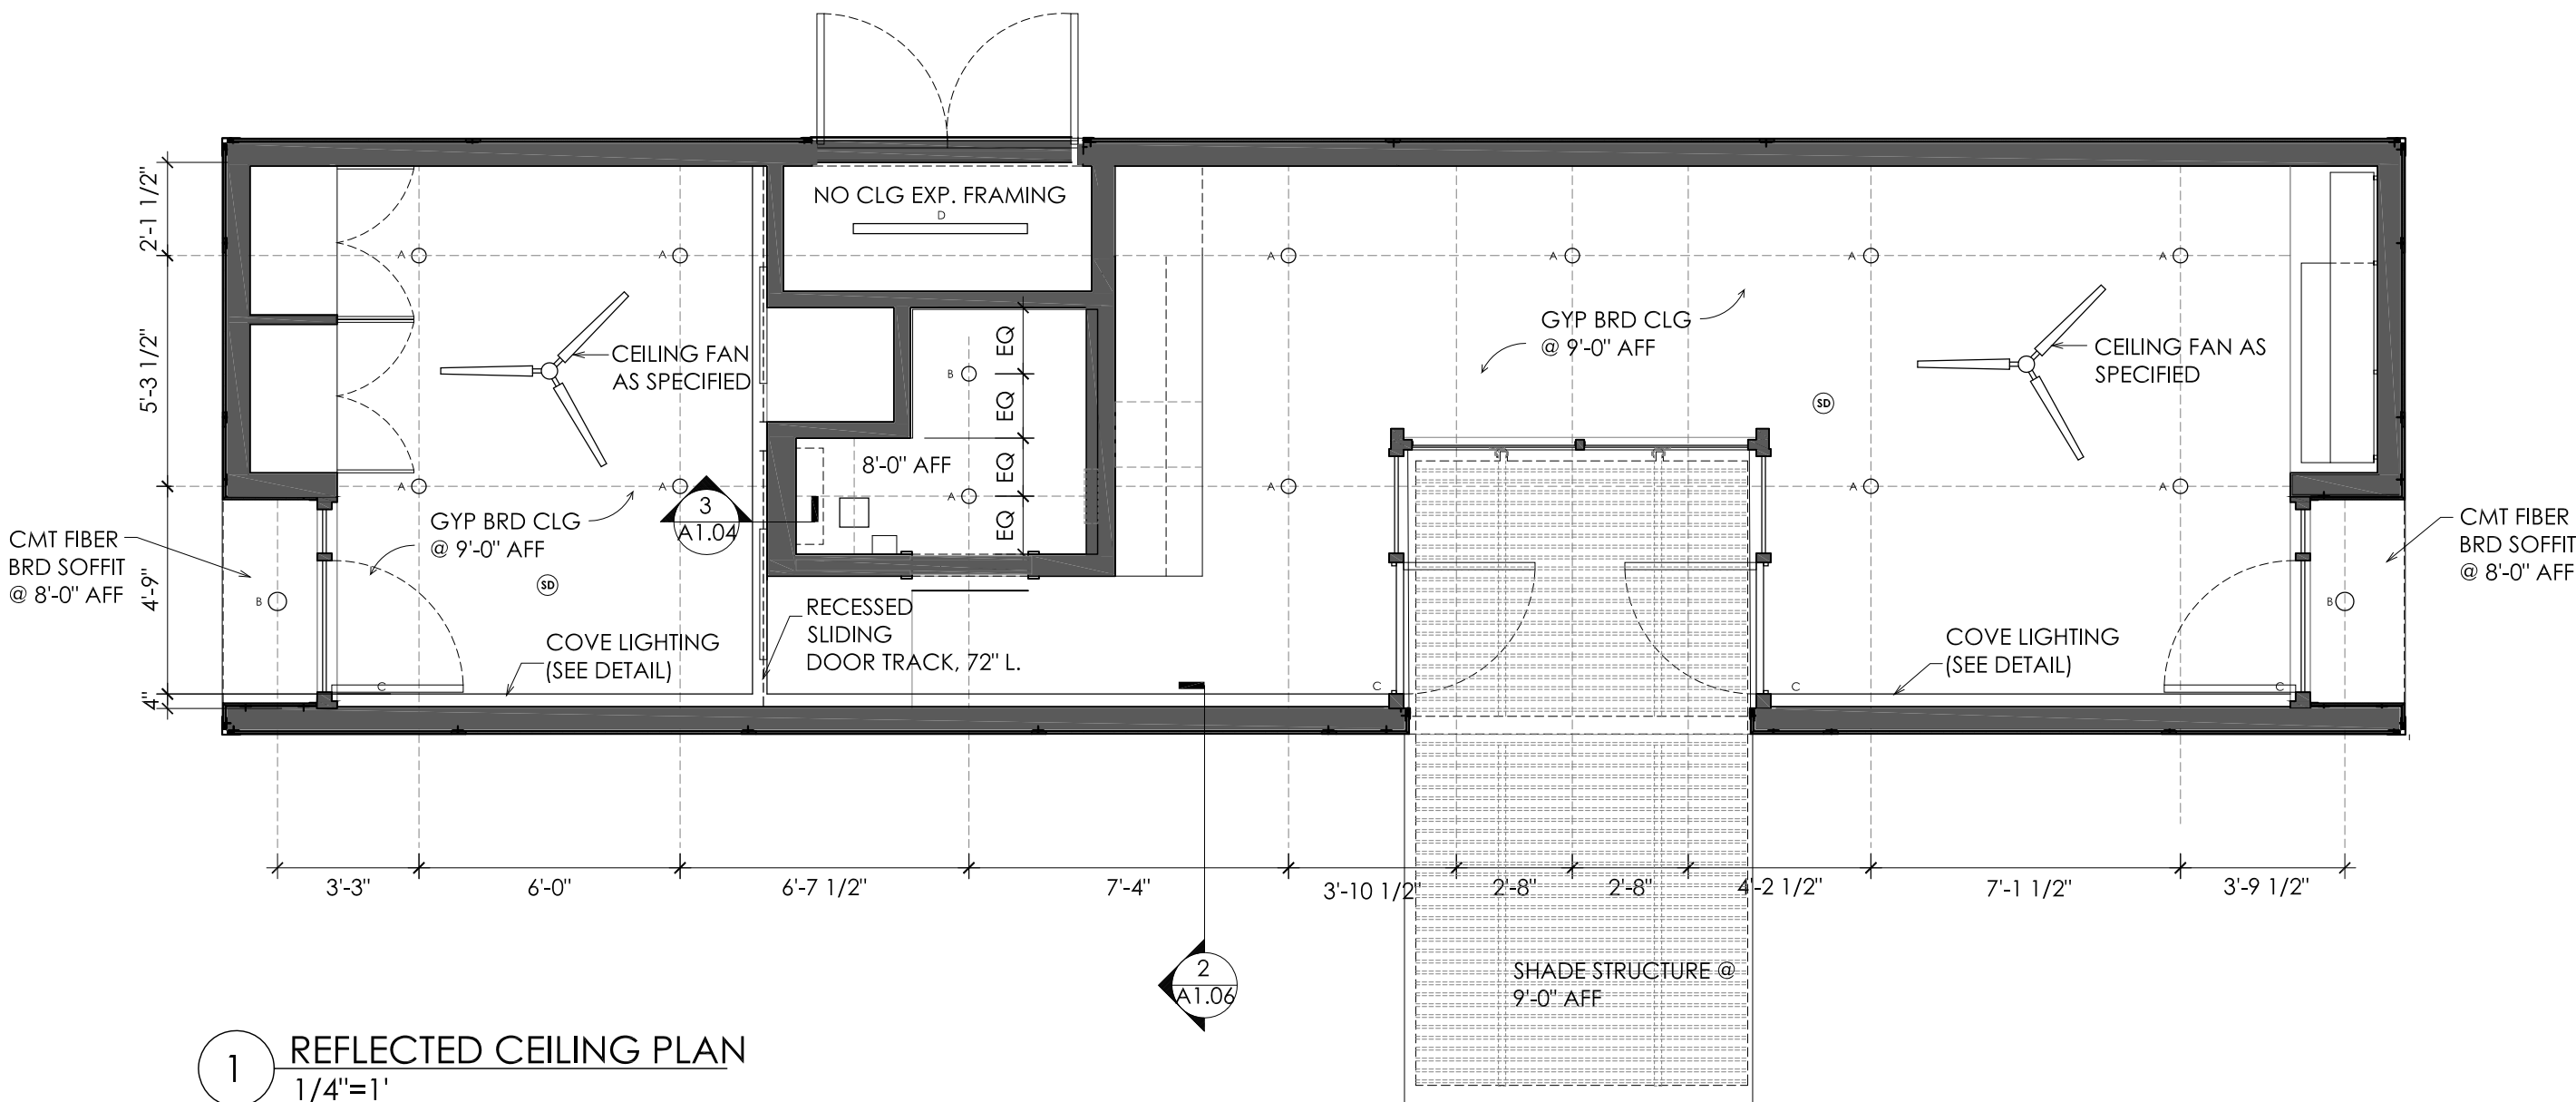 NO CLG EXP. FRAMING
D
2'-1 1/2"
A
A
A
A
A
A
5'-3 1/2"
CEILING FAN
AS SPECIFIED
EQ
EQ
EQ
EQ
B
GYP BRD CLG
@ 9'-0" AFF
CEILING FAN AS
SPECIFIED
SD
8'-0" AFF
A
A
A
A
A
A
3
A1.04
GYP BRD CLG
@ 9'-0" AFF
CMT FIBER
BRD SOFFIT
@ 8'-0" AFF
CMT FIBER
BRD SOFFIT
@ 8'-0" AFF
4'-9"
SD
B
B
RECESSED
SLIDING
DOOR TRACK, 72" L.
COVE LIGHTING
(SEE DETAIL)
COVE LIGHTING
(SEE DETAIL)
C
C
C
C
4"
3'-3"
6'-0"
6'-7 1/2"
7'-4"
3'-10 1/2"
2'-8"
2'-8"
4'-2 1/2"
7'-1 1/2"
3'-9 1/2"
2
A1.06
SHADE STRUCTURE @
9'-0" AFF
1
REFLECTED CEILING PLAN
1/4"=1'